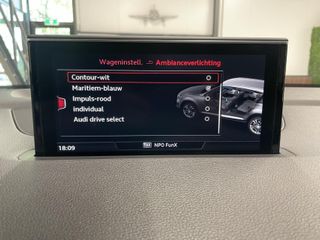 Wageninstell. Ambianceverlichting
Contour-wit
Maritiem-blauw
Impuls-rood
individual
Audi drive select
18:09
NPO FunX